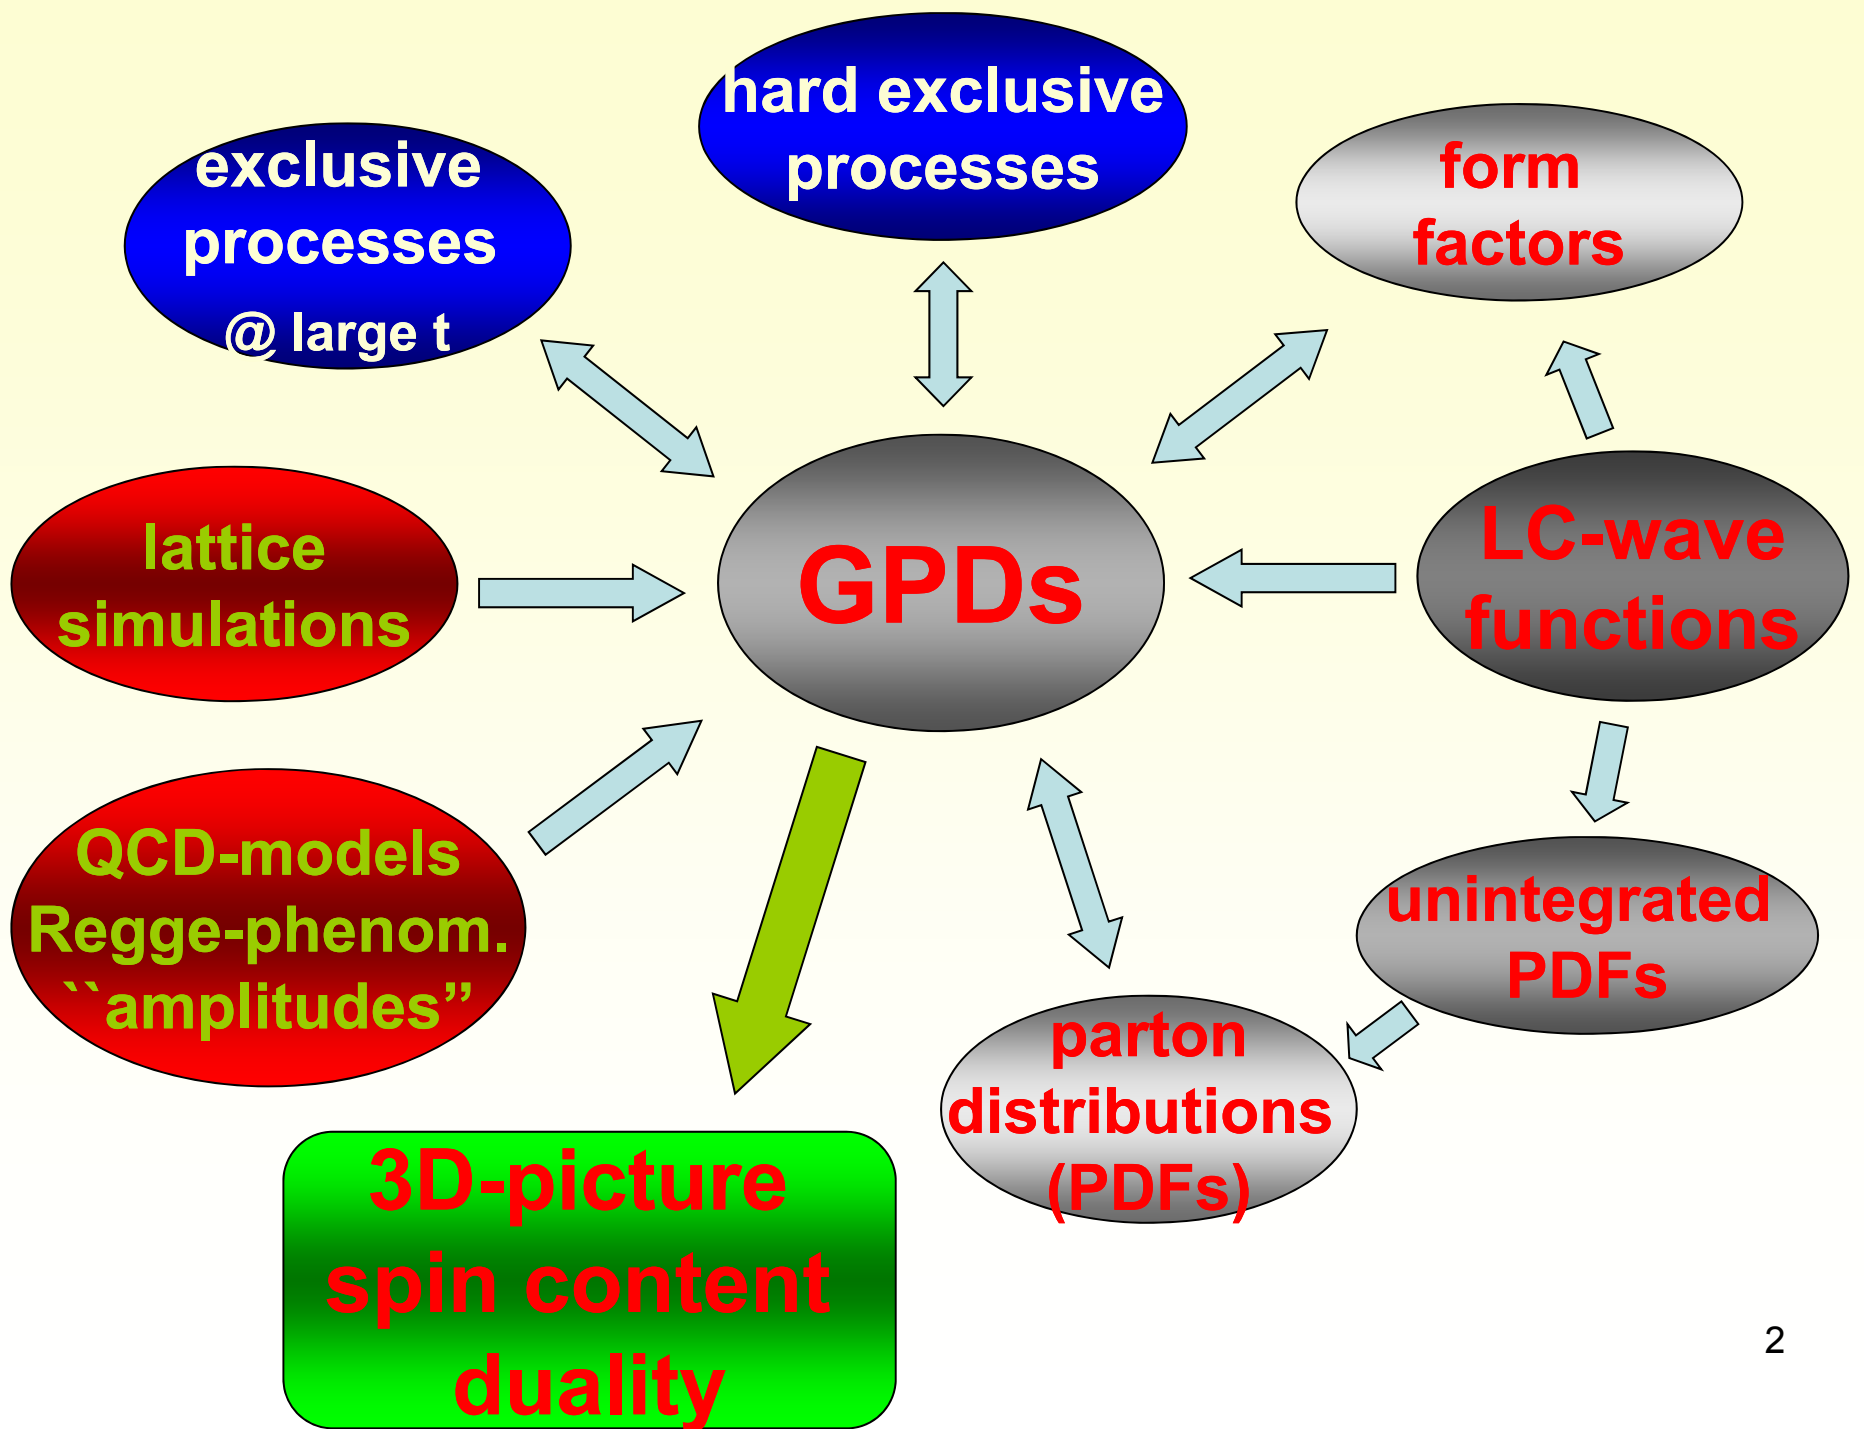 hard exclusive
processes
exclusive
processes
@ large t
form
factors
lattice
simulations
GPDs
LC-wave
functions
QCD-models
Regge-phenom.
``amplitudes”
unintegrated
PDFs
parton
distributions
(PDFs)
3D-picture
spin content
duality
2